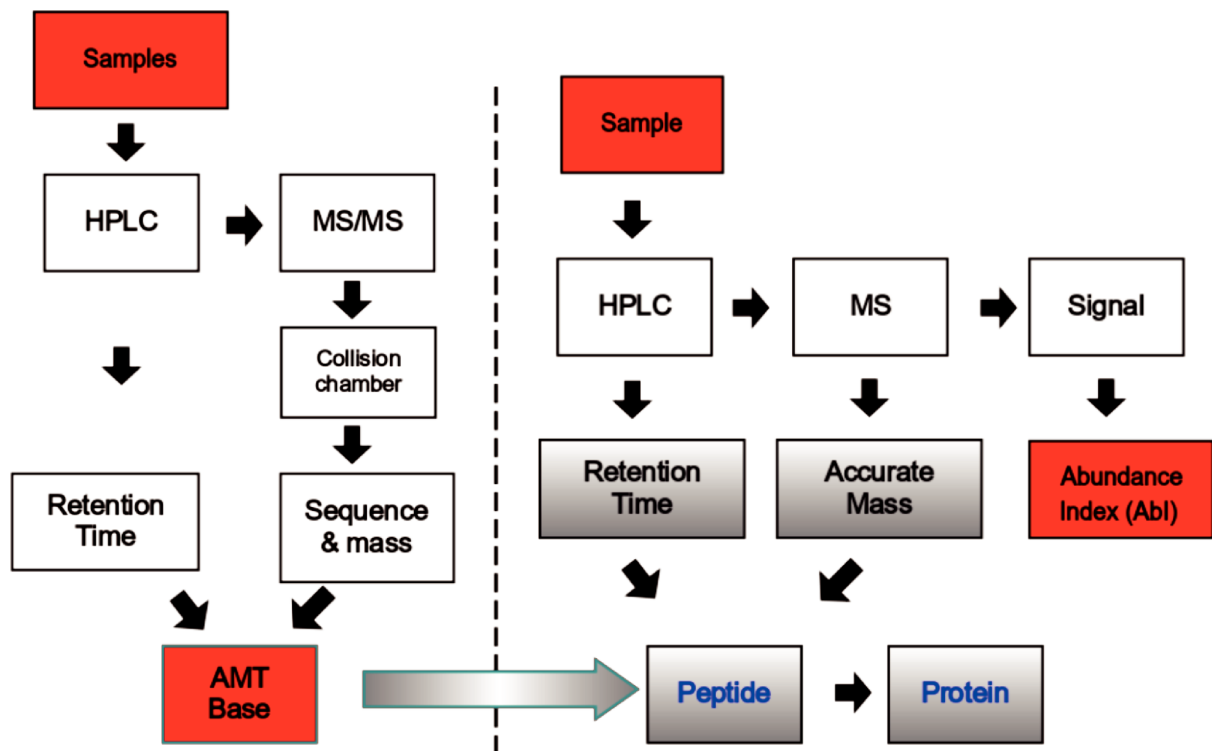 Samples
HPLC
MS/MS
Collision
chamber
Retention
Time
Sequence
& mass
AMT
Base
Sample
HPLC
MS
Signal
Retention
Time
Accurate
Mass
Abundance
Index (AbI)
Peptide
Protein